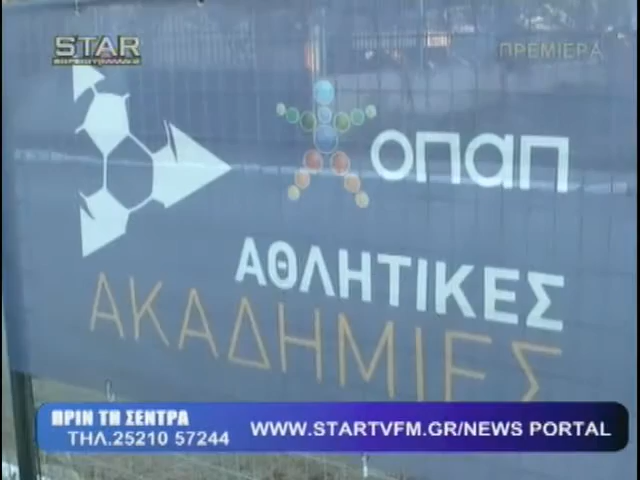 STAR
ΠΡΕΜΙΕΡΑ
οπαπ
ΑΘΛΗΤΙΚΕΣ
ΑΚΑΔΗΜΙΕΣ
ΠΡΙΝ ΤΗ ΣΕΝΤΡΑ
ΤΗΛ.25210 57244
WWW.STARTVFM.GR/NEWS PORTAL